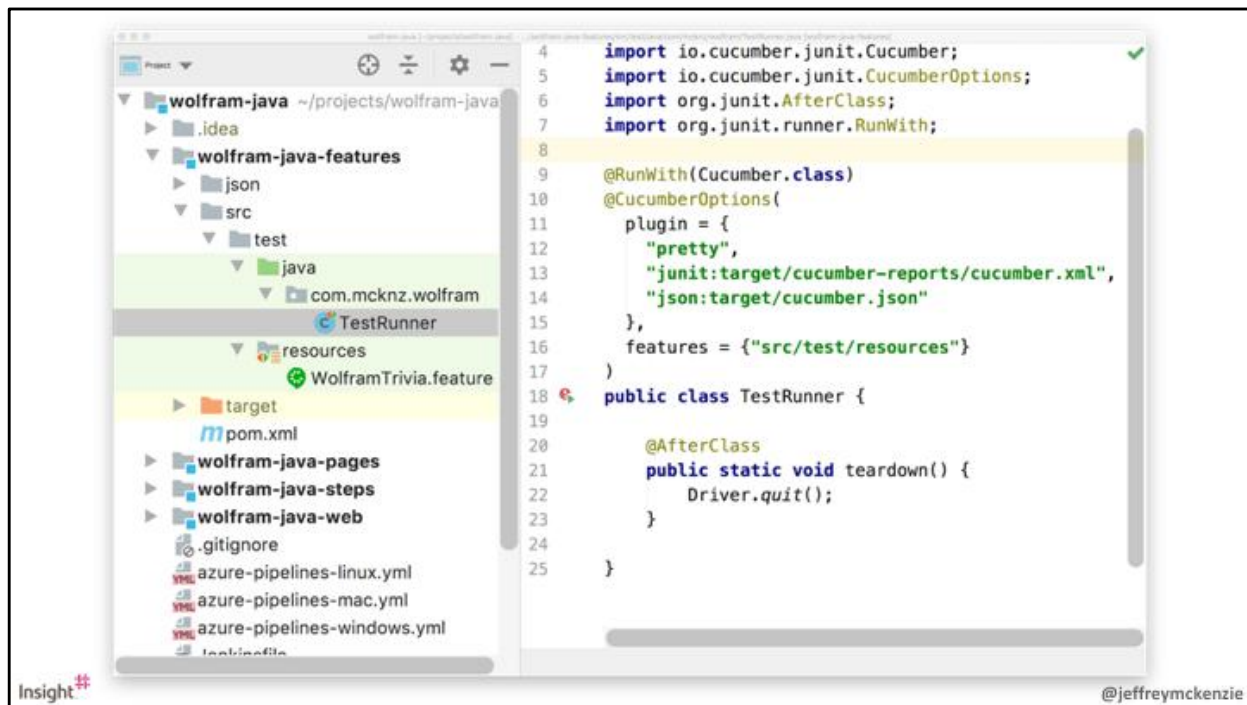 Project
wolfram-java ~/projects/wolfram-java
.idea
wolfram-java-features
json
src
test
java
com.mcknz.wolfram
TestRunner
resources
WolframTrivia.feature
target
pom.xml
wolfram-java-pages
wolfram-java-steps
wolfram-java-web
.gitignore
azure-pipelines-linux.yml
azure-pipelines-mac.yml
azure-pipelines-windows.yml
Jenkinsfile
4 import io.cucumber.junit.Cucumber;
5 import io.cucumber.junit.CucumberOptions;
6 import org.junit.AfterClass;
7 import org.junit.runner.RunWith;
8
9 @RunWith(Cucumber.class)
10 @CucumberOptions(
11 plugin = {
12 "pretty",
13 "junit:target/cucumber-reports/cucumber.xml",
14 "json:target/cucumber.json"
15 },
16 features = {"src/test/resources"}
17 )
18 public class TestRunner {
19
20 @AfterClass
21 public static void teardown() {
22 Driver.quit();
23 }
24
25 }
Insight#
@jeffreymckenzie